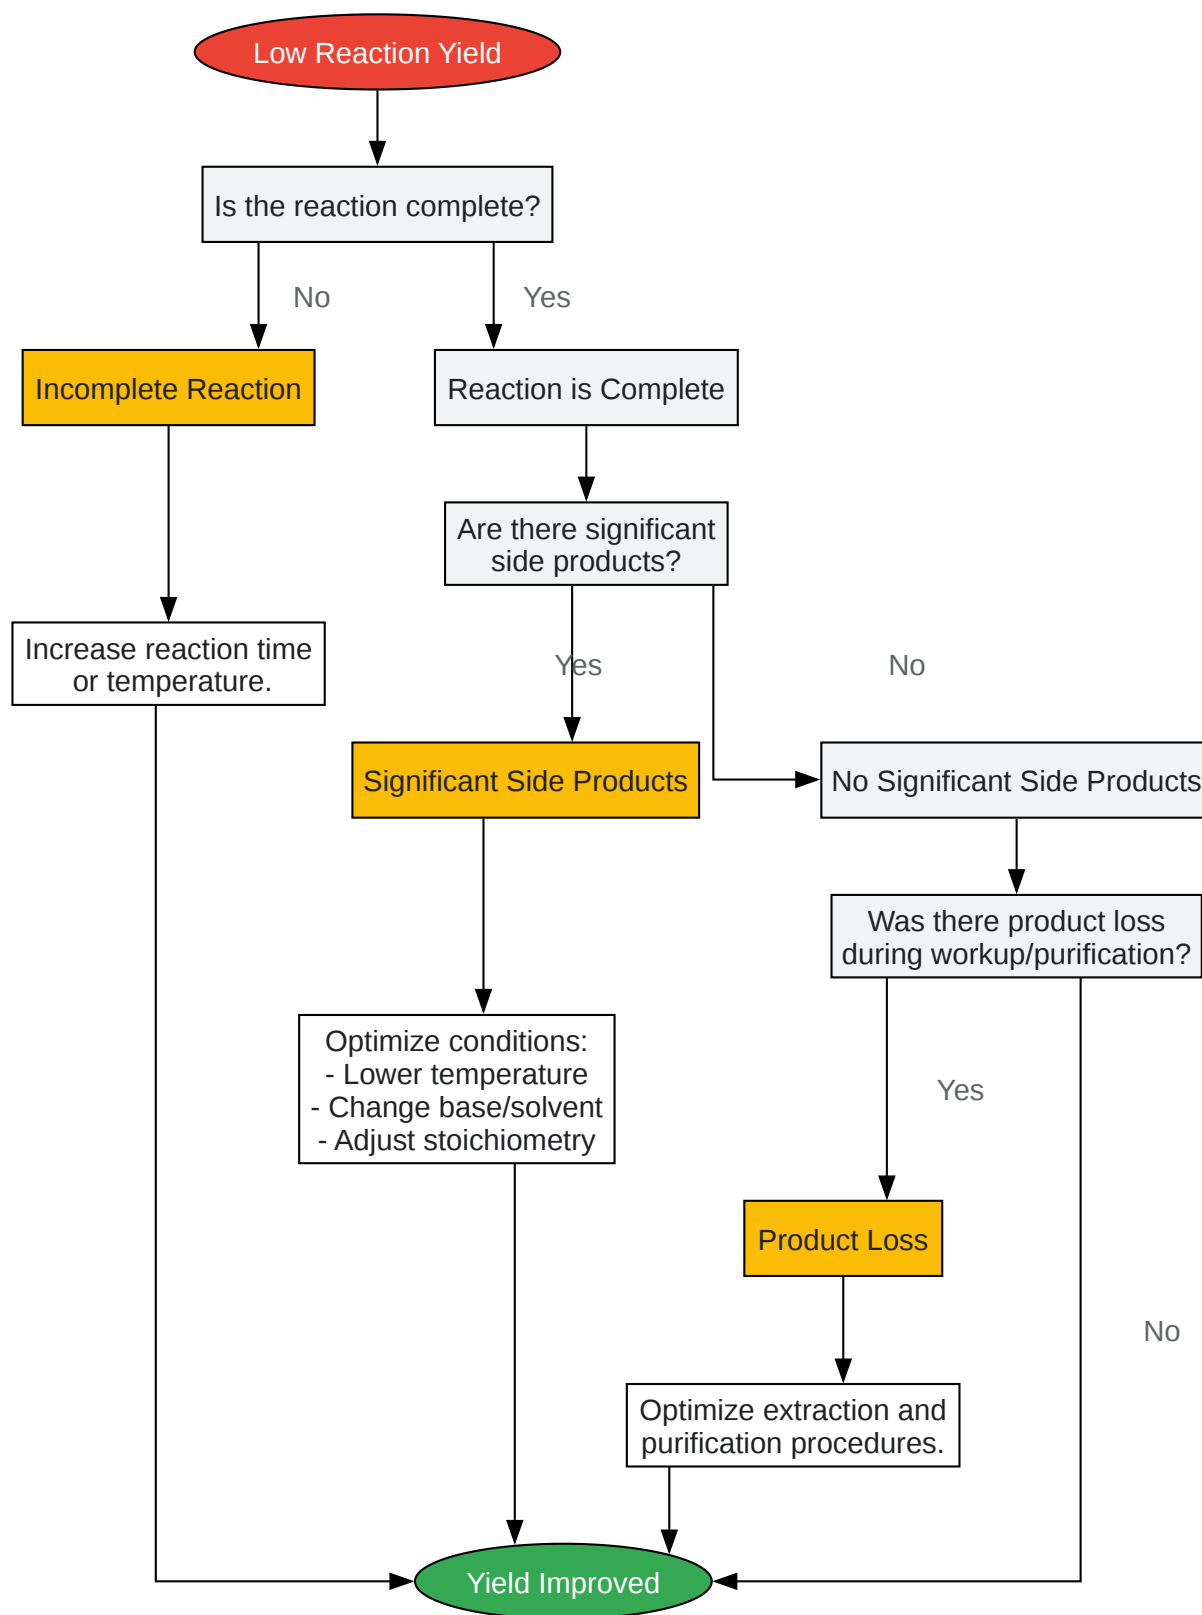 Low Reaction Yield
Is the reaction complete?
No
Yes
Incomplete Reaction
Reaction is Complete
Are there significant
side products?
Increase reaction time
or temperature.
Yes
No
Significant Side Products
No Significant Side Products
Was there product loss
during workup/purification?
Optimize conditions:
- Lower temperature
- Change base/solvent
- Adjust stoichiometry
Yes
Product Loss
No
Optimize extraction and
purification procedures.
Yield Improved